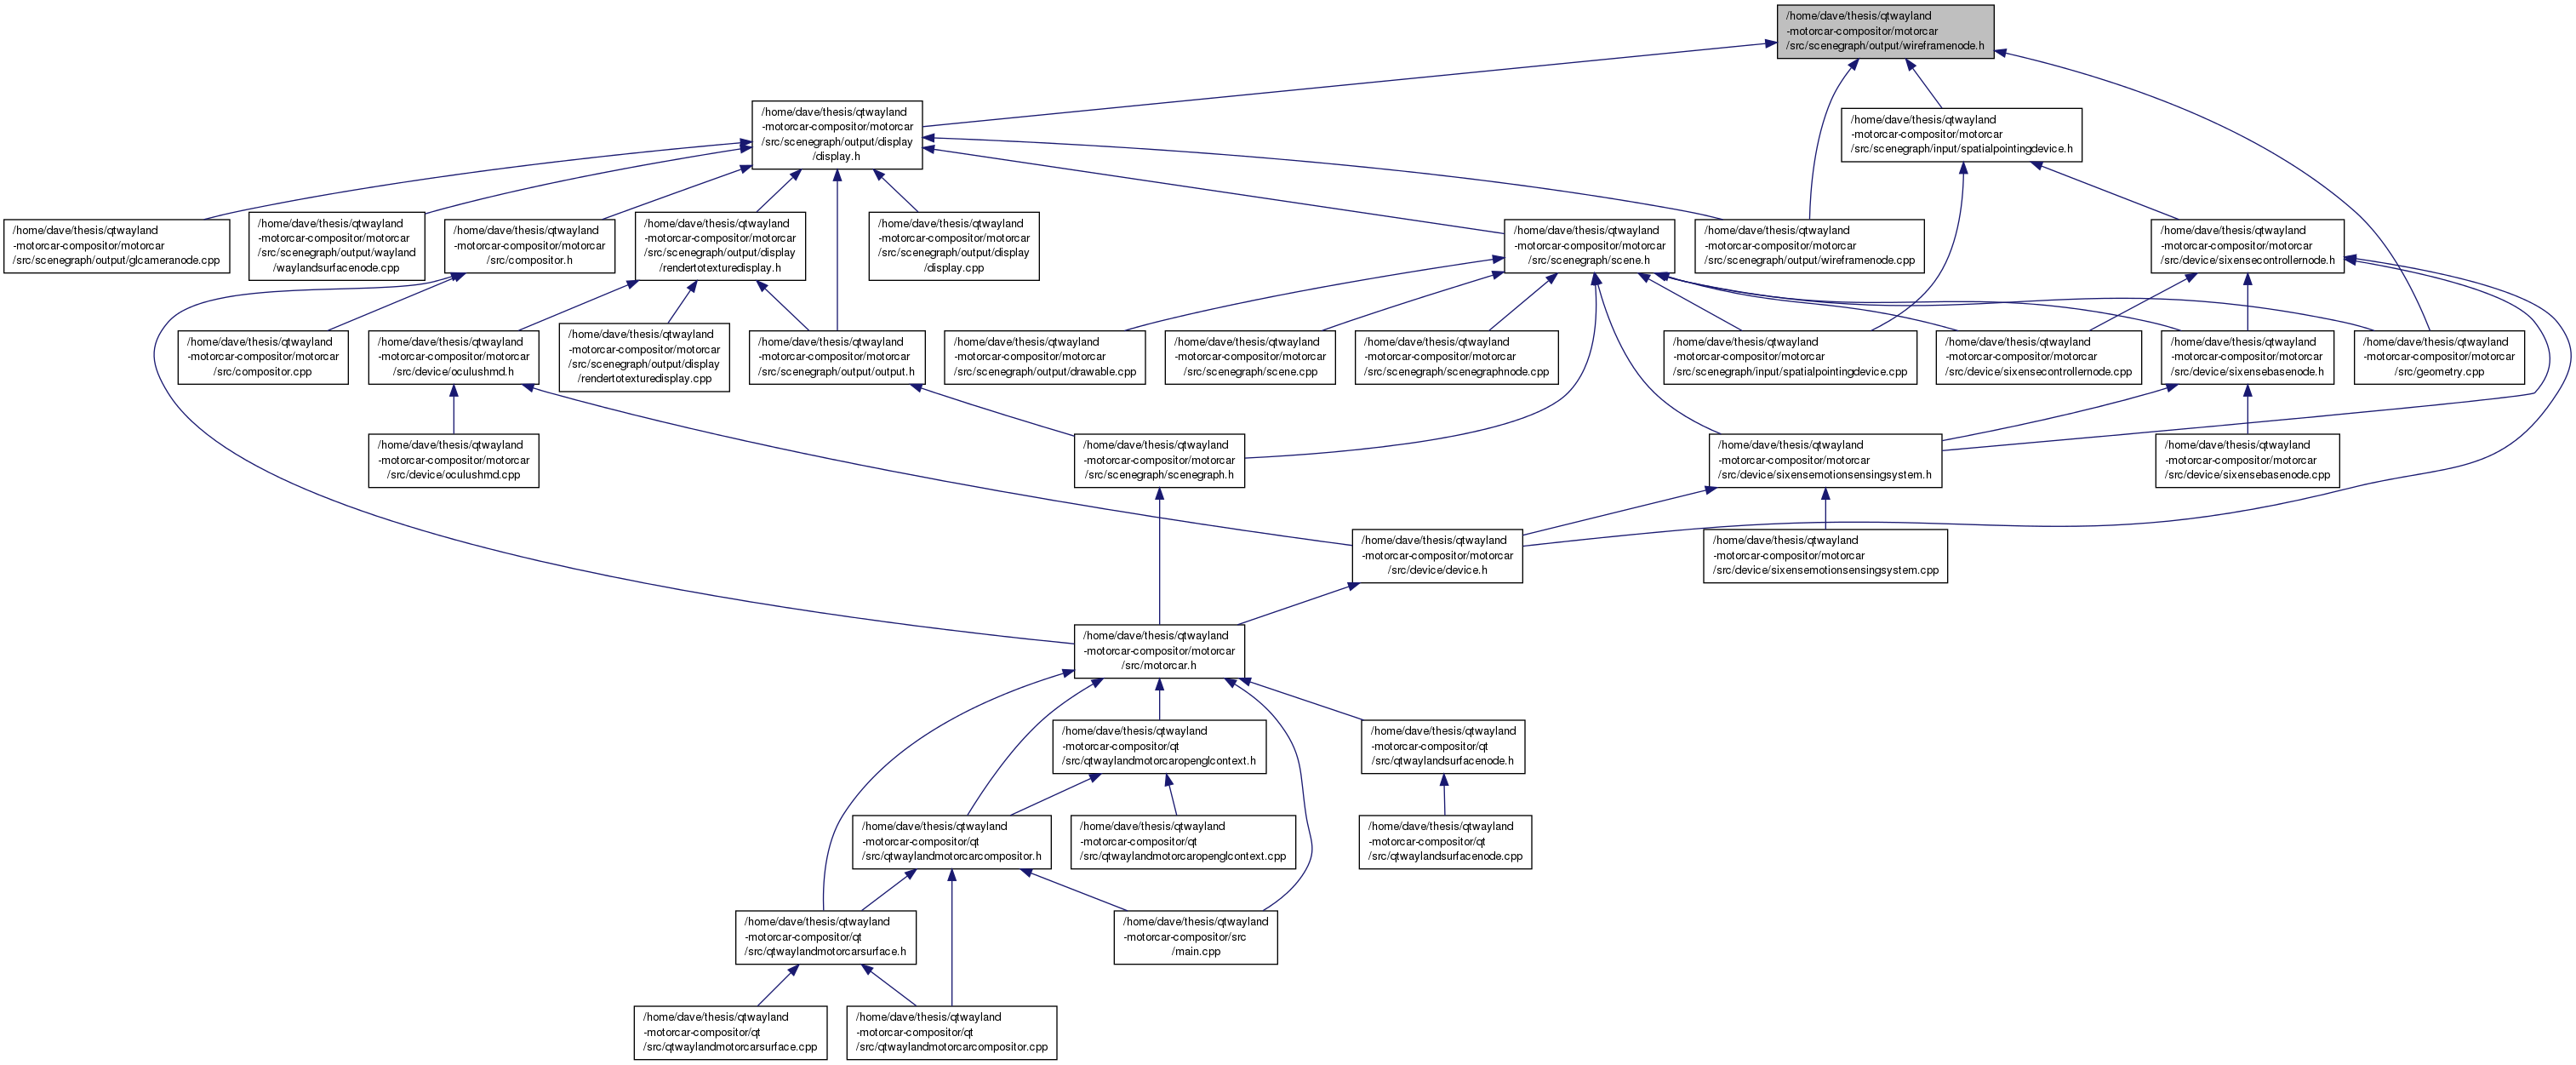 /home/dave/thesis/qtwayland
-motorcar-compositor/motorcar
/src/scenegraph/output/wireframenode.h
/home/dave/thesis/qtwayland
-motorcar-compositor/motorcar
/src/scenegraph/output/display
/display.h
/home/dave/thesis/qtwayland
-motorcar-compositor/motorcar
/src/scenegraph/input/spatialpointingdevice.h
/home/dave/thesis/qtwayland
-motorcar-compositor/motorcar
/src/scenegraph/output/glcameranode.cpp
/home/dave/thesis/qtwayland
-motorcar-compositor/motorcar
/src/scenegraph/output/wayland
/waylandsurfacenode.cpp
/home/dave/thesis/qtwayland
-motorcar-compositor/motorcar
/src/compositor.h
/home/dave/thesis/qtwayland
-motorcar-compositor/motorcar
/src/scenegraph/output/display
/rendertotexturedisplay.h
/home/dave/thesis/qtwayland
-motorcar-compositor/motorcar
/src/scenegraph/output/display
/display.cpp
/home/dave/thesis/qtwayland
-motorcar-compositor/motorcar
/src/scenegraph/scene.h
/home/dave/thesis/qtwayland
-motorcar-compositor/motorcar
/src/scenegraph/output/wireframenode.cpp
/home/dave/thesis/qtwayland
-motorcar-compositor/motorcar
/src/device/sixensecontrollernode.h
/home/dave/thesis/qtwayland
-motorcar-compositor/motorcar
/src/compositor.cpp
/home/dave/thesis/qtwayland
-motorcar-compositor/motorcar
/src/device/oculushmd.h
/home/dave/thesis/qtwayland
-motorcar-compositor/motorcar
/src/scenegraph/output/display
/rendertotexturedisplay.cpp
/home/dave/thesis/qtwayland
-motorcar-compositor/motorcar
/src/scenegraph/output/output.h
/home/dave/thesis/qtwayland
-motorcar-compositor/motorcar
/src/scenegraph/output/drawable.cpp
/home/dave/thesis/qtwayland
-motorcar-compositor/motorcar
/src/scenegraph/scene.cpp
/home/dave/thesis/qtwayland
-motorcar-compositor/motorcar
/src/scenegraph/scenegraphnode.cpp
/home/dave/thesis/qtwayland
-motorcar-compositor/motorcar
/src/scenegraph/input/spatialpointingdevice.cpp
/home/dave/thesis/qtwayland
-motorcar-compositor/motorcar
/src/device/sixensecontrollernode.cpp
/home/dave/thesis/qtwayland
-motorcar-compositor/motorcar
/src/device/sixensebasenode.h
/home/dave/thesis/qtwayland
-motorcar-compositor/motorcar
/src/geometry.cpp
/home/dave/thesis/qtwayland
-motorcar-compositor/motorcar
/src/device/oculushmd.cpp
/home/dave/thesis/qtwayland
-motorcar-compositor/motorcar
/src/scenegraph/scenegraph.h
/home/dave/thesis/qtwayland
-motorcar-compositor/motorcar
/src/device/sixensemotionsensingsystem.h
/home/dave/thesis/qtwayland
-motorcar-compositor/motorcar
/src/device/sixensebasenode.cpp
/home/dave/thesis/qtwayland
-motorcar-compositor/motorcar
/src/device/device.h
/home/dave/thesis/qtwayland
-motorcar-compositor/motorcar
/src/device/sixensemotionsensingsystem.cpp
/home/dave/thesis/qtwayland
-motorcar-compositor/motorcar
/src/motorcar.h
/home/dave/thesis/qtwayland
-motorcar-compositor/qt
/src/qtwaylandmotorcaropenglcontext.h
/home/dave/thesis/qtwayland
-motorcar-compositor/qt
/src/qtwaylandsurfacenode.h
/home/dave/thesis/qtwayland
-motorcar-compositor/qt
/src/qtwaylandmotorcarcompositor.h
/home/dave/thesis/qtwayland
-motorcar-compositor/qt
/src/qtwaylandmotorcaropenglcontext.cpp
/home/dave/thesis/qtwayland
-motorcar-compositor/qt
/src/qtwaylandsurfacenode.cpp
/home/dave/thesis/qtwayland
-motorcar-compositor/qt
/src/qtwaylandmotorcarsurface.h
/home/dave/thesis/qtwayland
-motorcar-compositor/src
/main.cpp
/home/dave/thesis/qtwayland
-motorcar-compositor/qt
/src/qtwaylandmotorcarsurface.cpp
/home/dave/thesis/qtwayland
-motorcar-compositor/qt
/src/qtwaylandmotorcarcompositor.cpp